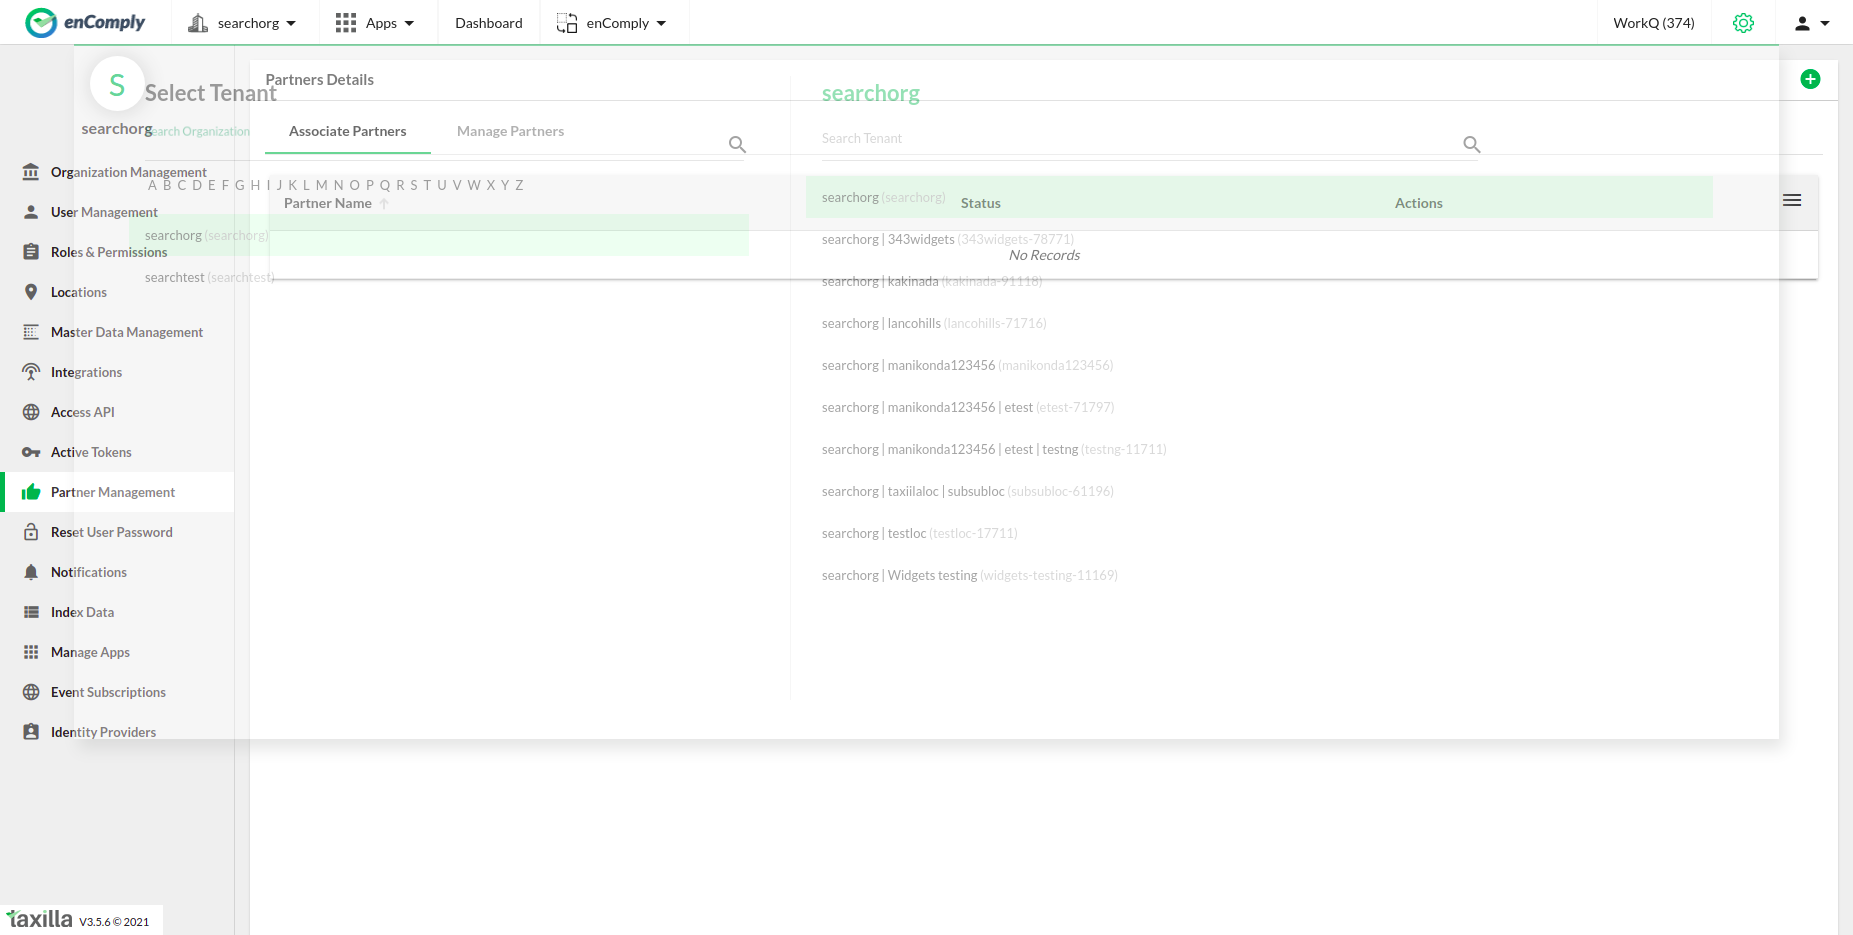 enComply
searchorg
Apps
Dashboard
enComply
WorkQ (374)
S
searchorg
Organization Management
User Management
Roles & Permissions
Locations
Master Data Management
Integrations
Access API
Active Tokens
Partner Management
Reset User Password
Notifications
Index Data
Manage Apps
Event Subscriptions
Identity Providers
taxilla V3.5.6 © 2021
Partners Details
Associate Partners
Manage Partners
Partner Name
Status
Actions
No Records
Select Tenant
Search Organization
A B C D E F G H I J K L M N O P Q R S T U V W X Y Z
searchorg (searchorg)
searchtest (searchtest)
searchorg
Search Tenant
searchorg (searchorg)
searchorg | 343widgets (343widgets-78771)
searchorg | kakinada (kakinada-91118)
searchorg | lancohills (lancohills-71716)
searchorg | manikonda123456 (manikonda123456)
searchorg | manikonda123456 | etest (etest-71797)
searchorg | manikonda123456 | etest | testng (testng-11711)
searchorg | taxiilaloc | subsubloc (subsubloc-61196)
searchorg | testloc (testloc-17711)
searchorg | Widgets testing (widgets-testing-11169)